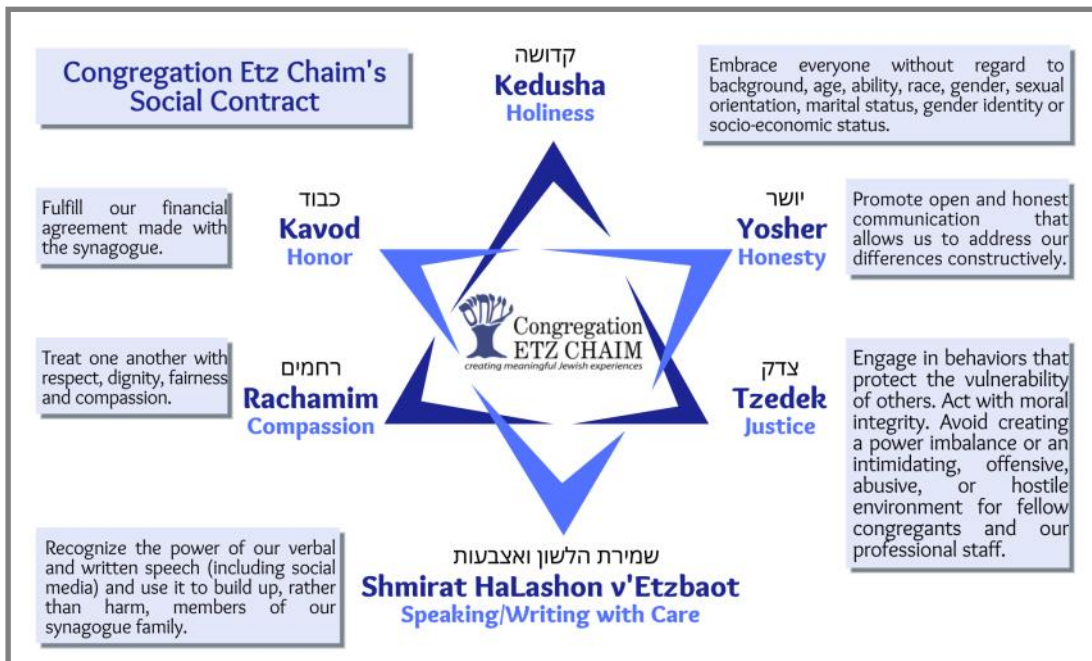 Congregation Etz Chaim's
Social Contract
קדושה
Kedusha
Holiness
Embrace everyone without regard to
background, age, ability, race, gender, sexual
orientation, marital status, gender identity or
socio-economic status.
Fulfill our financial
agreement made with
the synagogue.
כבוד
Kavod
Honor
יושר
Yosher
Honesty
Promote open and honest
communication that
allows us to address our
differences constructively.
עץ חיים
Congregation
ETZ CHAIM
creating meaningful Jewish experiences
Treat one another with
respect, dignity, fairness
and compassion.
רחמים
Rachamim
Compassion
צדק
Tzedek
Justice
Engage in behaviors that
protect the vulnerability
of others. Act with moral
integrity. Avoid creating
a power imbalance or an
intimidating, offensive,
abusive, or hostile
environment for fellow
congregants and our
professional staff.
Recognize the power of our verbal
and written speech (including social
media) and use it to build up, rather
than harm, members of our
synagogue family.
שמירת הלשון ואצבעות
Shmirat HaLashon v'Etzbaot
Speaking/Writing with Care